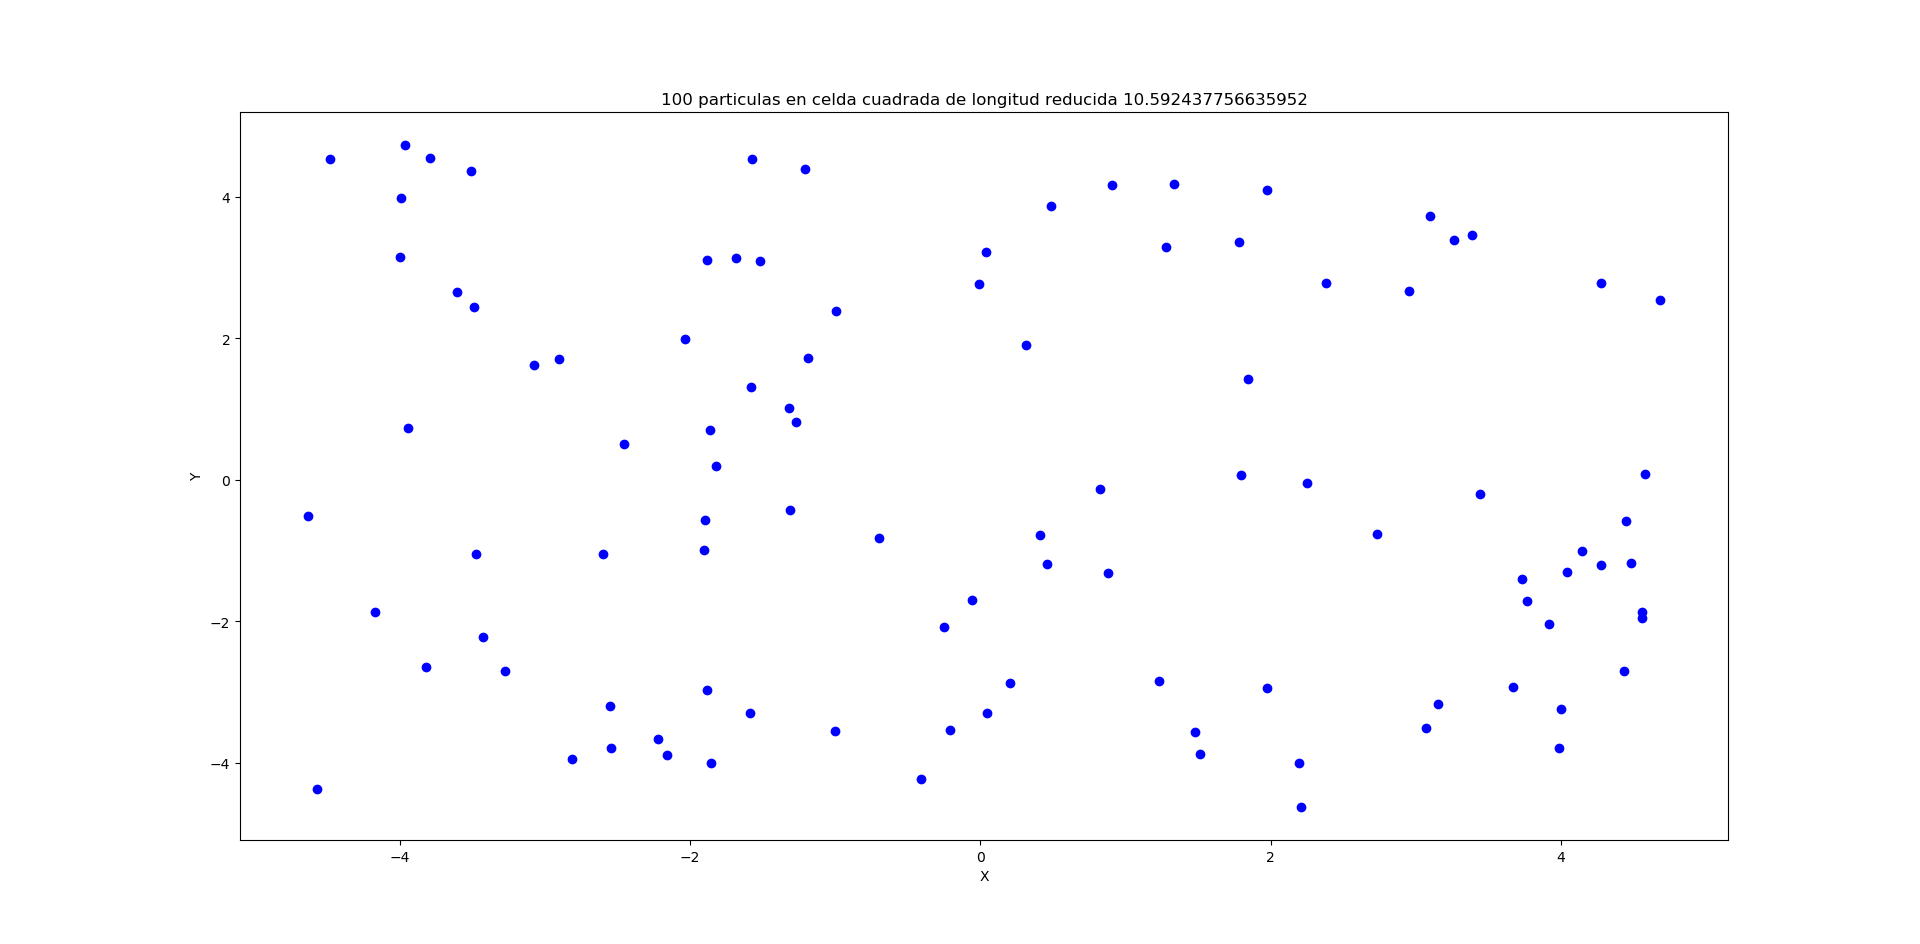 100 particulas en celda cuadrada de longitud reducida 10.592437756635952
4
2
0
−2
−4
Y
−4 −2 0 2 4
X